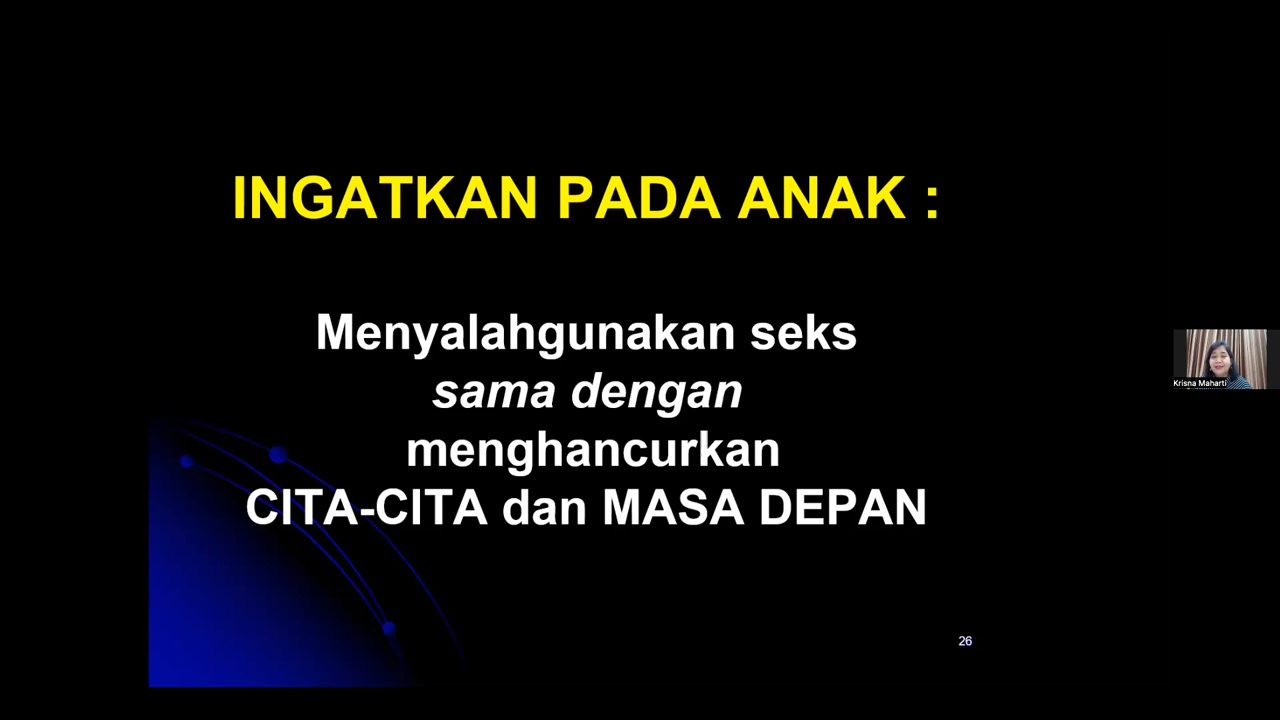 INGATKAN PADA ANAK :
Menyalahgunakan seks
sama dengan
menghancurkan
CITA-CITA dan MASA DEPAN
Krisna Maharti
26